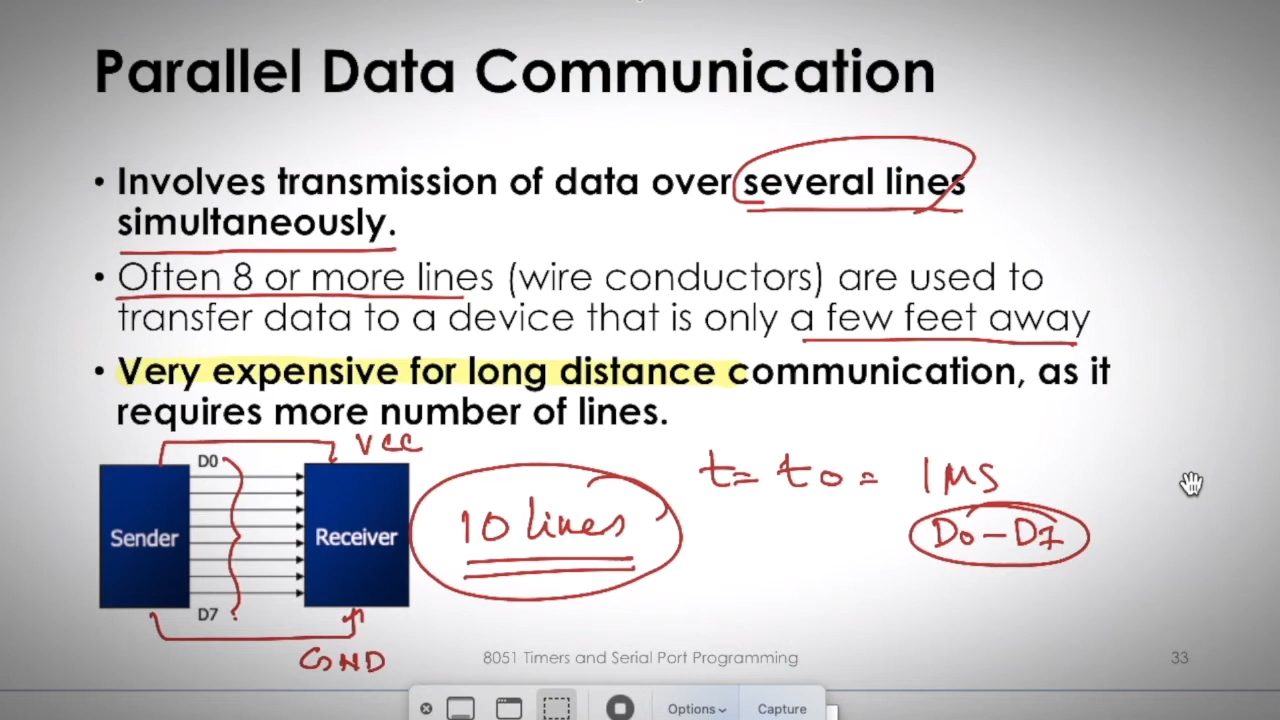 Parallel Data Communication
• Involves transmission of data over several lines
simultaneously.
• Often 8 or more lines (wire conductors) are used to
transfer data to a device that is only a few feet away
• Very expensive for long distance communication, as it
requires more number of lines.
VCC
D0
Sender
Receiver
D7
GND
10 lines
t = t0 = 1 MS
D0 – D7
8051 Timers and Serial Port Programming
33
Options
Capture